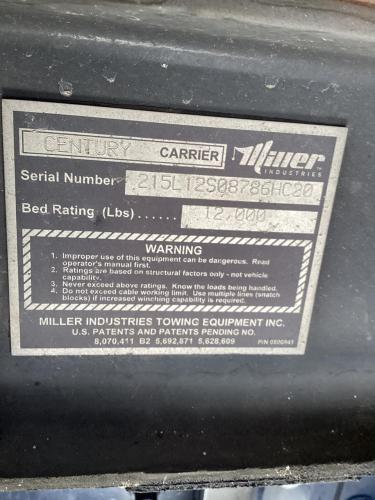 CENTURY CARRIER Miller
INDUSTRIES
Serial Number 215L12S08786HC20
Bed Rating (Lbs)...... 12,000
WARNING
1. Improper use of this equipment can be dangerous. Read
operator's manual first.
2. Ratings are based on structural factors only - not vehicle
capability.
3. Never exceed above ratings. Know the loads being handled.
4. Do not exceed cable working limit. Use multiple lines (snatch
blocks) if increased winching capability is required.
MILLER INDUSTRIES TOWING EQUIPMENT INC.
U.S. PATENTS AND PATENTS PENDING NO.
8,070,411 B2 5,692,871 5,628,609
P/N